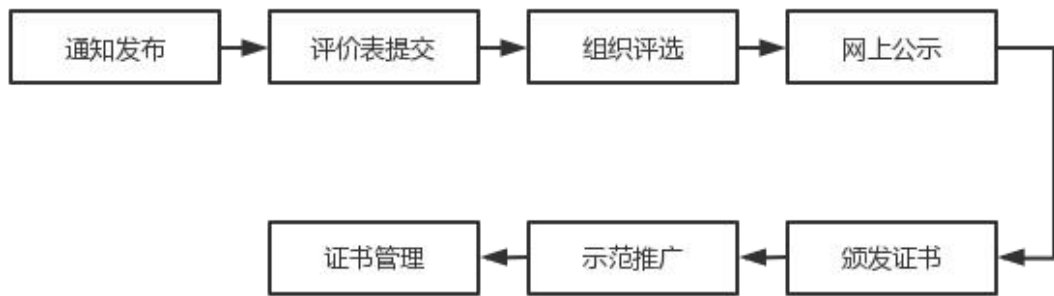 通知发布
评价表提交
组织评选
网上公示
颁发证书
示范推广
证书管理